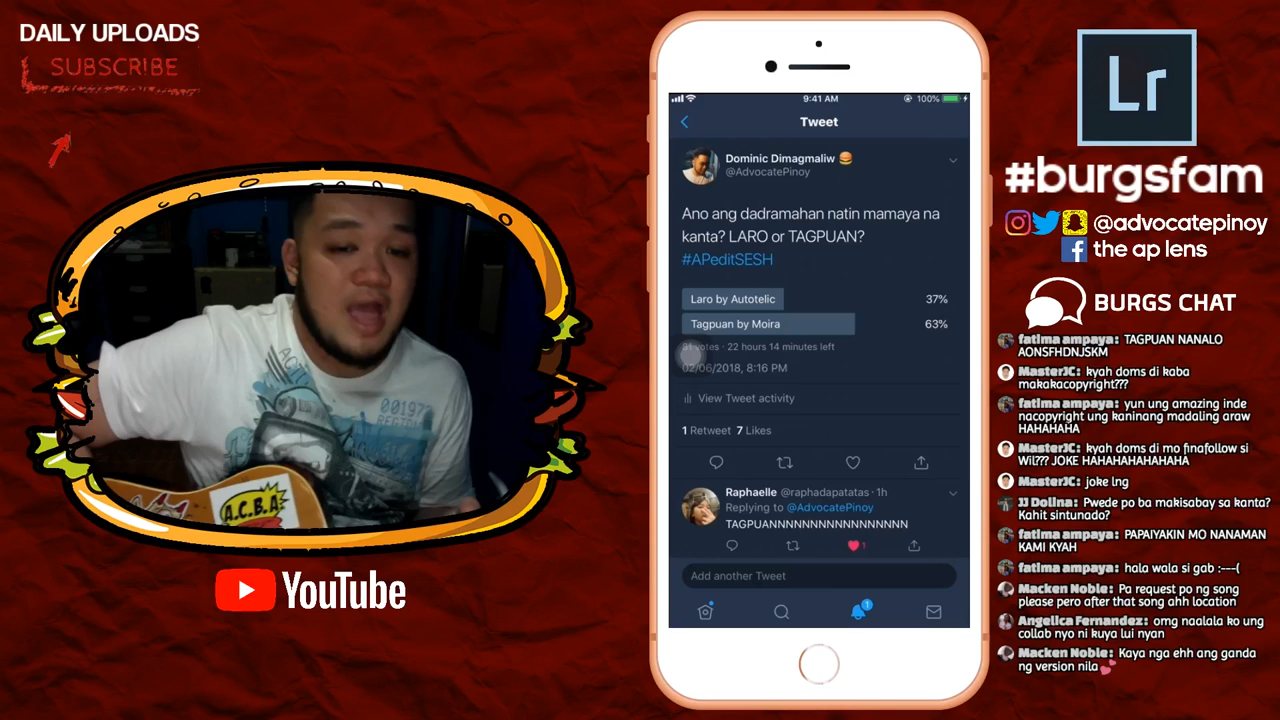 DAILY UPLOADS
SUBSCRIBE
A.C.B.A
00197
REGION
YouTube
9:41 AM
100%
Tweet
Dominic Dimagmaliw
@AdvocatePinoy
Ano ang dadramahan natin mamaya na
kanta? LARO or TAGPUAN?
#APeditSESH
Laro by Autotelic 37%
Tagpuan by Moira 63%
votes · 22 hours 14 minutes left
02/06/2018, 8:16 PM
View Tweet activity
1 Retweet 7 Likes
Raphaelle @raphadapatatas · 1h
Replying to @AdvocatePinoy
TAGPUANNNNNNNNNNNNNNNNN
1
Add another Tweet
1
Lr
#burgsfam
@advocatepinoy
the ap lens
BURGS CHAT
fatima ampaya: TAGPUAN NANALO
AONSFHDNJSKM
MasterJC: kyah doms di kaba
makakacopyright???
fatima ampaya: yun ung amazing inde
nacopyright ung kaninang madaling araw
HAHAHAHA
MasterJC: kyah doms di mo finafollow si
Wil??? JOKE HAHAHAHAHAHAHA
MasterJC: joke lng
JJ Dolina: Pwede po ba makisabay sa kanta?
Kahit sintunado?
fatima ampaya: PAPAIYAKIN MO NANAMAN
KAMI KYAH
fatima ampaya: hala wala si gab :---(
Macken Noble: Pa request po ng song
please pero after that song ahh location
Angelica Fernandez: omg naalala ko ung
collab nyo ni kuya lui nyan
Macken Noble: Kaya nga ehh ang ganda
ng version nila